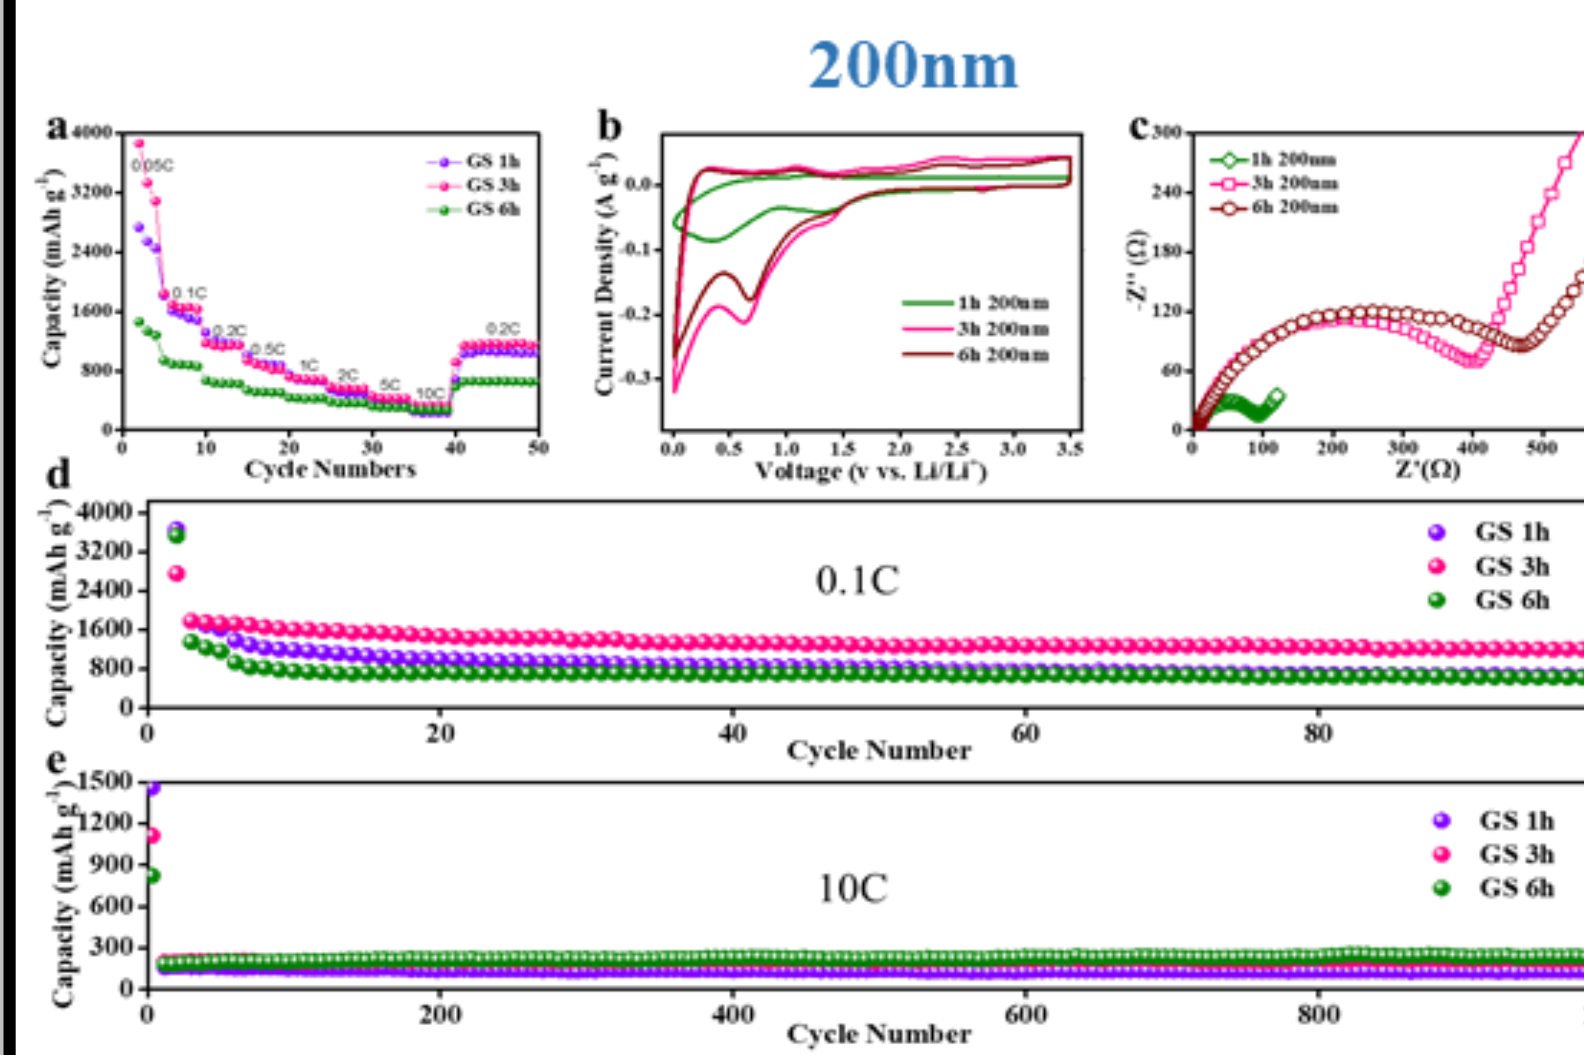 200nm
a
4000
3200
2400
1600
800
0
Capacity (mAh g-1)
0.05C
0.1C
0.2C
0.5C
1C
2C
5C
10C
0.2C
GS 1h
GS 3h
GS 6h
0 10 20 30 40 50
Cycle Numbers
b
0.0
-0.1
-0.2
-0.3
Current Density (A g-1)
1h 200nm
3h 200nm
6h 200nm
0.0 0.5 1.0 1.5 2.0 2.5 3.0 3.5
Voltage (v vs. Li/Li+)
c
300
240
180
120
60
0
-Z'' (Ω)
1h 200nm
3h 200nm
6h 200nm
0 100 200 300 400 500
Z'(Ω)
d
4000
3200
2400
1600
800
0
Capacity (mAh g-1)
0.1C
GS 1h
GS 3h
GS 6h
0 20 40 60 80
Cycle Number
e
1500
1200
900
600
300
0
Capacity (mAh g-1)
10C
GS 1h
GS 3h
GS 6h
0 200 400 600 800
Cycle Number